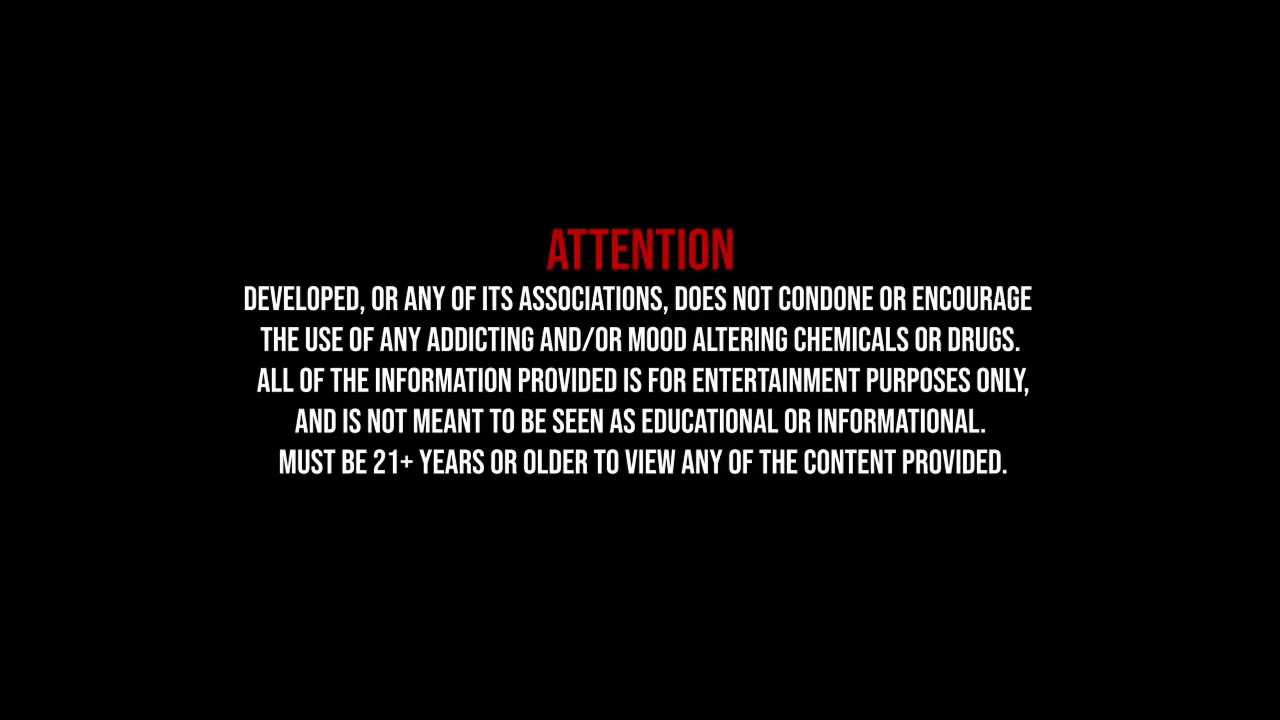 ATTENTION
DEVELOPED, OR ANY OF ITS ASSOCIATIONS, DOES NOT CONDONE OR ENCOURAGE
THE USE OF ANY ADDICTING AND/OR MOOD ALTERING CHEMICALS OR DRUGS.
ALL OF THE INFORMATION PROVIDED IS FOR ENTERTAINMENT PURPOSES ONLY,
AND IS NOT MEANT TO BE SEEN AS EDUCATIONAL OR INFORMATIONAL.
MUST BE 21+ YEARS OR OLDER TO VIEW ANY OF THE CONTENT PROVIDED.